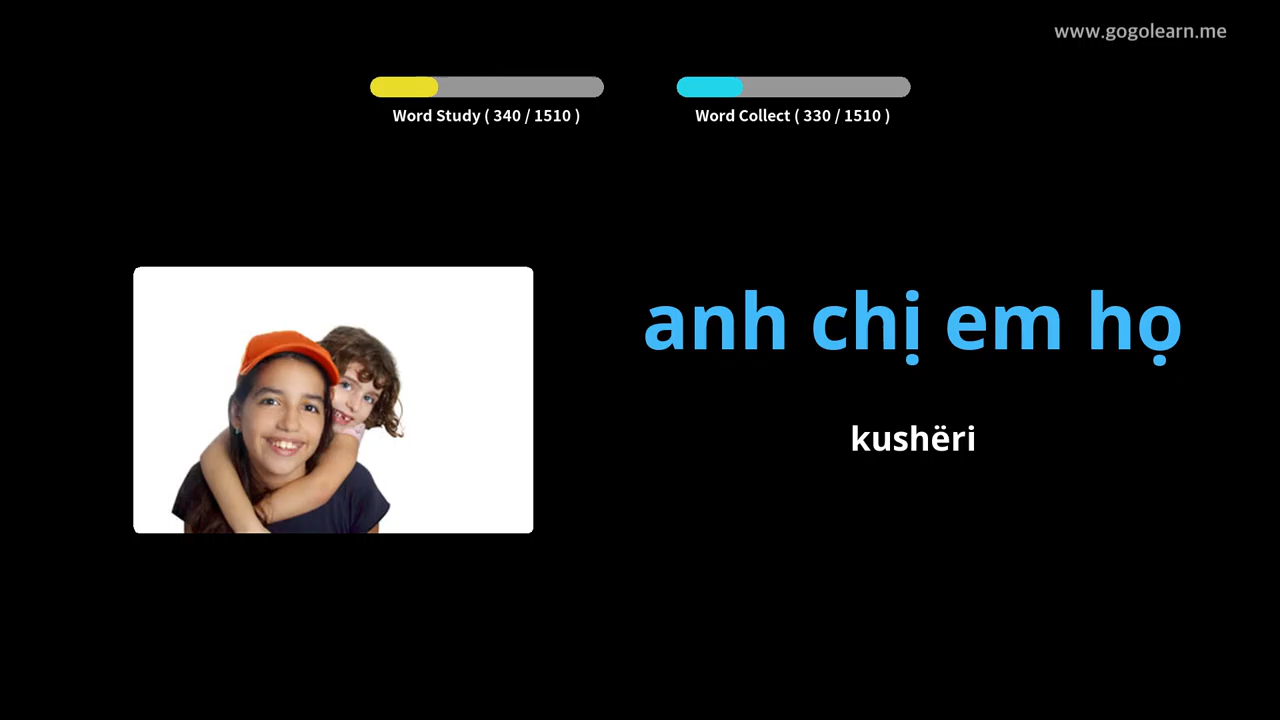 www.gogolearn.me
Word Study ( 340 / 1510 )
Word Collect ( 330 / 1510 )
anh chị em họ
kushëri